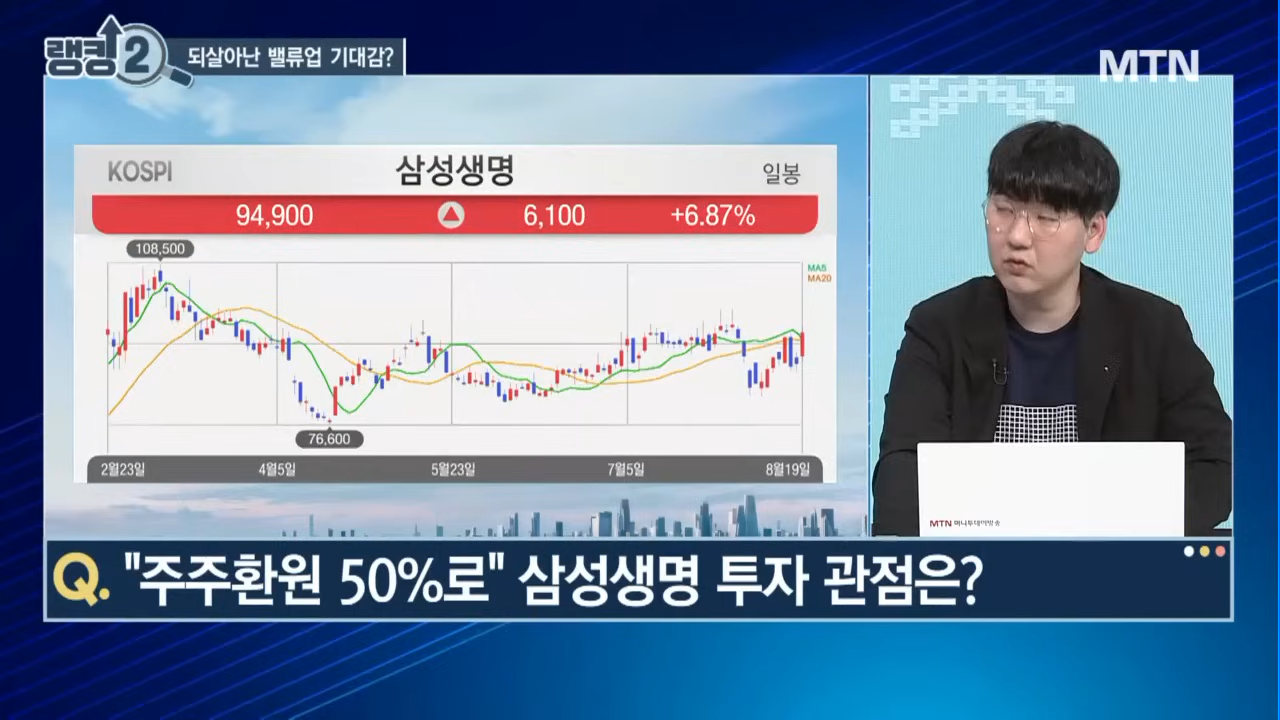 랭킹 2
되살아난 밸류업 기대감?
MTN
KOSPI
삼성생명
일봉
94,900
6,100
+6.87%
108,500
MA5
MA20
76,600
2월23일
4월5일
5월23일
7월5일
8월19일
MTN 머니투데이방송
Q. "주주환원 50%로" 삼성생명 투자 관점은?